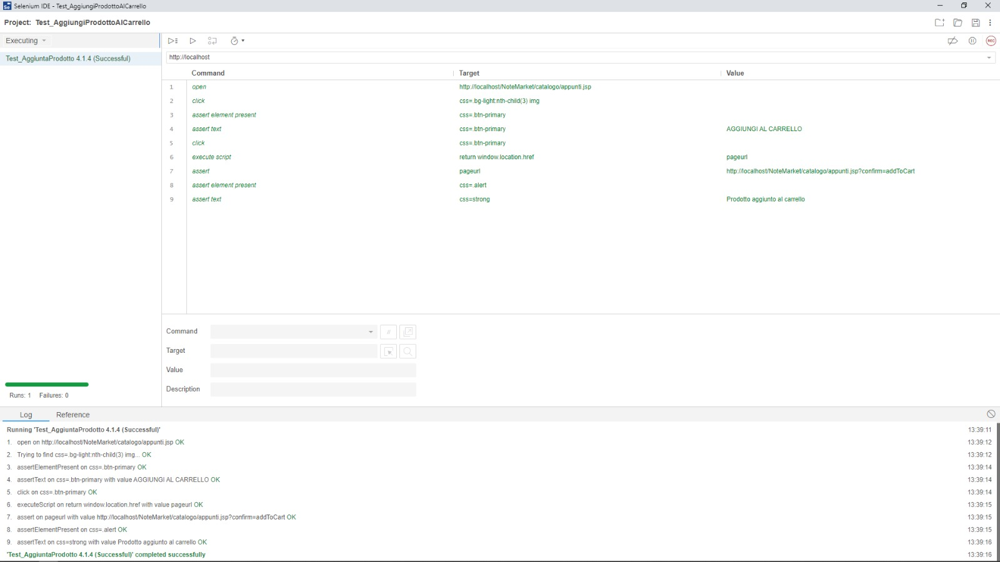 Selenium IDE - Test_AggiungiProdottoAlCarrello
Project: Test_AggiungiProdottoAlCarrello
Executing
Test_AggiuntaProdotto 4.1.4 (Successful)
REC
http://localhost
Command Target Value
1 open http://localhost/NoteMarket/catalogo/appunti.jsp
2 click css=.bg-light:nth-child(3) img
3 assert element present css=.btn-primary
4 assert text css=.btn-primary AGGIUNGI AL CARRELLO
5 click css=.btn-primary
6 execute script return window.location.href pageurl
7 assert pageurl http://localhost/NoteMarket/catalogo/appunti.jsp?confirm=addToCart
8 assert element present css=.alert
9 assert text css=strong Prodotto aggiunto al carrello
Command //
Target
Value
Description
Runs: 1 Failures: 0
Log Reference
Running 'Test_AggiuntaProdotto 4.1.4 (Successful)' 13:39:11
1. open on http://localhost/NoteMarket/catalogo/appunti.jsp OK 13:39:12
2. Trying to find css=.bg-light:nth-child(3) img... OK 13:39:12
3. assertElementPresent on css=.btn-primary OK 13:39:14
4. assertText on css=.btn-primary with value AGGIUNGI AL CARRELLO OK 13:39:14
5. click on css=.btn-primary OK 13:39:14
6. executeScript on return window.location.href with value pageurl OK 13:39:15
7. assert on pageurl with value http://localhost/NoteMarket/catalogo/appunti.jsp?confirm=addToCart OK 13:39:15
8. assertElementPresent on css=.alert OK 13:39:15
9. assertText on css=strong with value Prodotto aggiunto al carrello OK 13:39:16
'Test_AggiuntaProdotto 4.1.4 (Successful)' completed successfully 13:39:16